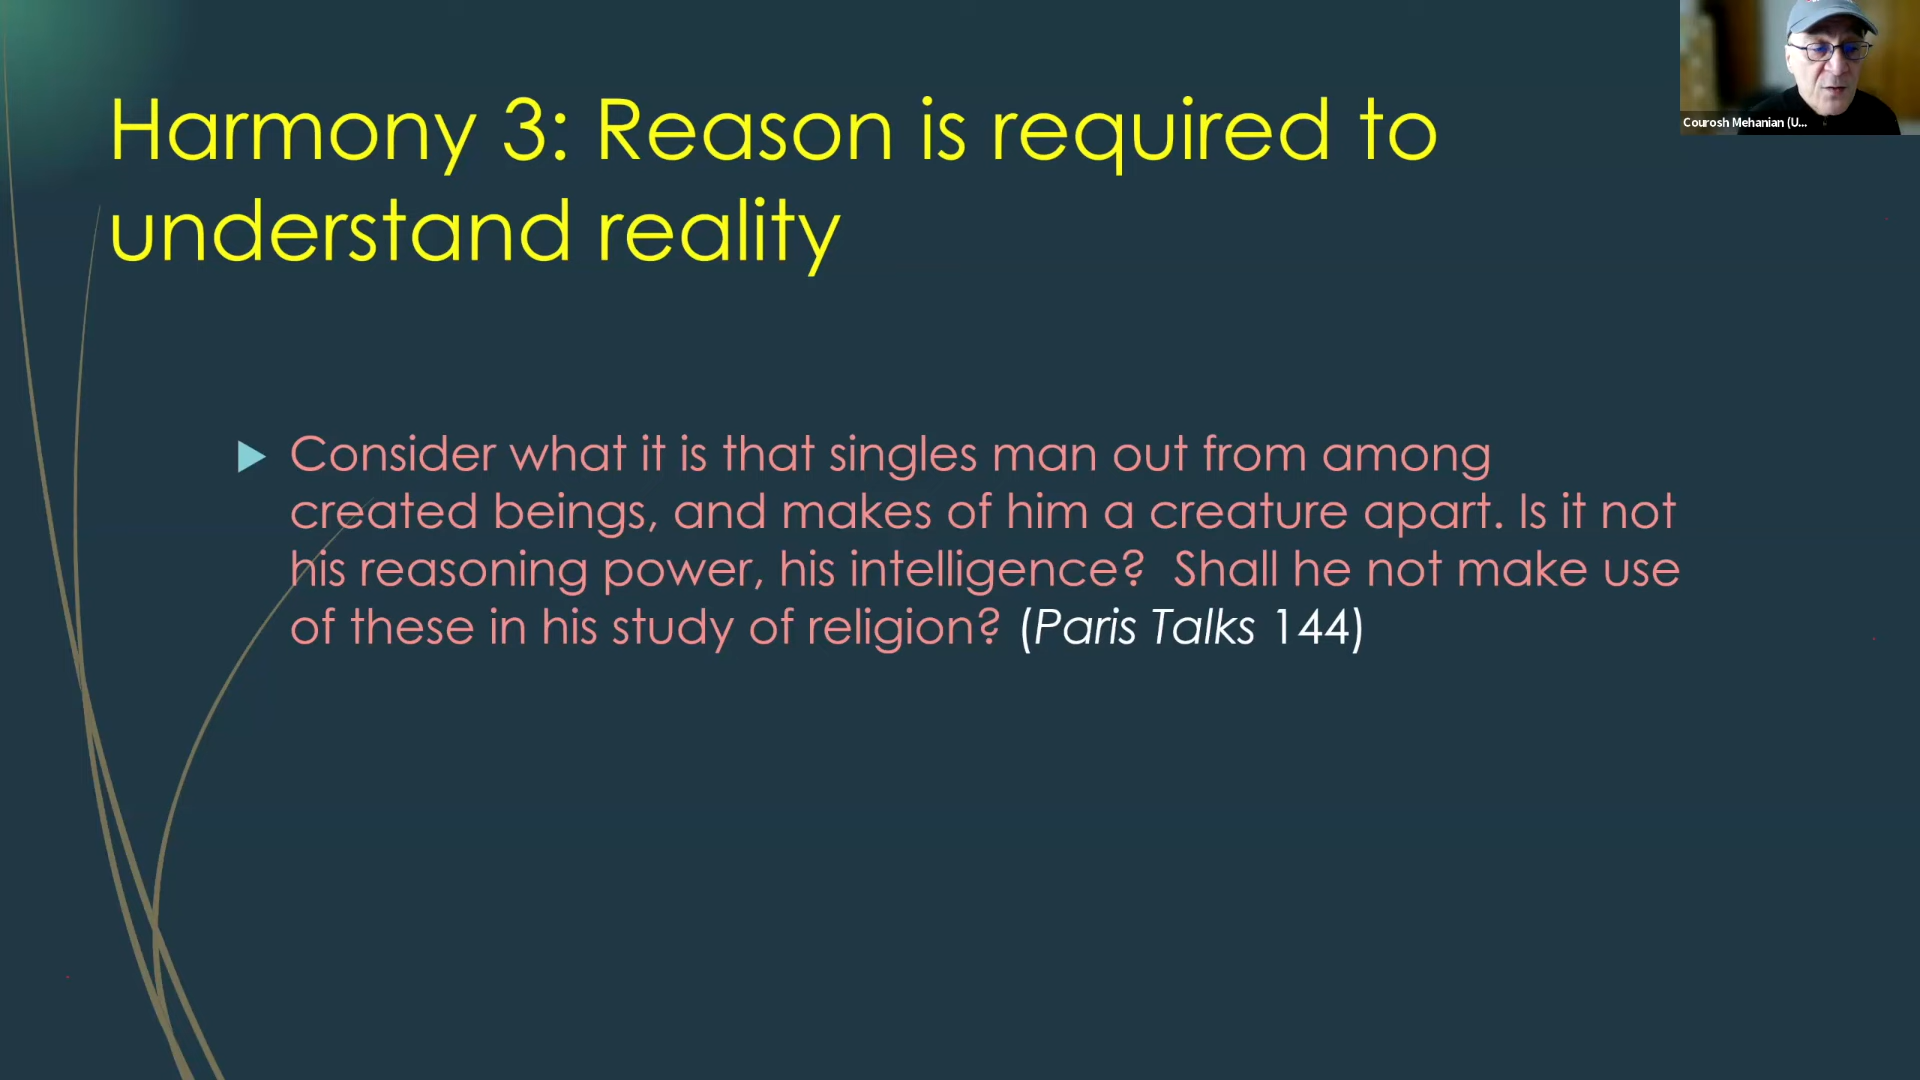 Harmony 3: Reason is required to
understand reality
Consider what it is that singles man out from among
created beings, and makes of him a creature apart. Is it not
his reasoning power, his intelligence?  Shall he not make use
of these in his study of religion? (Paris Talks 144)
Courosh Mehanian (U...